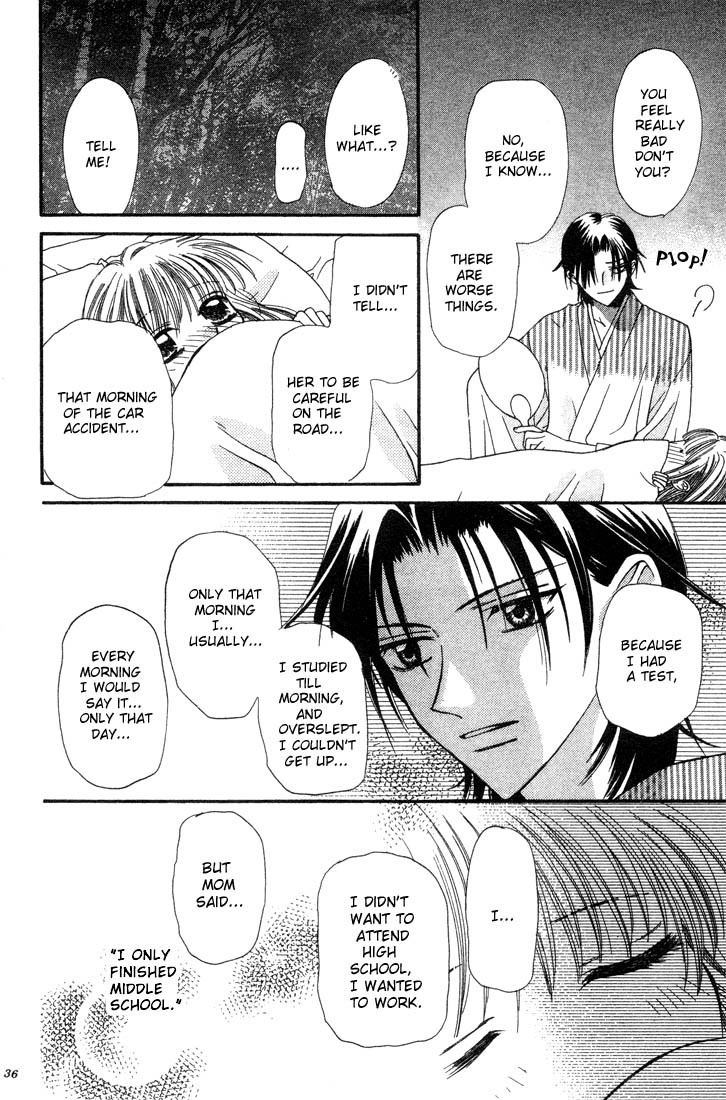 YOU
FEEL
REALLY
BAD
DON'T
YOU?
NO,
BECAUSE
I KNOW...
THERE
ARE
WORSE
THINGS.
PLOP!
LIKE
WHAT...?
....
TELL
ME!
I DIDN'T
TELL...
HER TO BE
CAREFUL
ON THE
ROAD...
THAT MORNING
OF THE CAR
ACCIDENT...
BECAUSE
I HAD
A TEST,
ONLY THAT
MORNING
I...
USUALLY...
I STUDIED
TILL
MORNING,
AND
OVERSLEPT.
I COULDN'T
GET UP...
EVERY
MORNING
I WOULD
SAY IT...
ONLY THAT
DAY...
I...
I DIDN'T
WANT TO
ATTEND
HIGH
SCHOOL,
I WANTED
TO WORK.
BUT
MOM
SAID...
"I ONLY
FINISHED
MIDDLE
SCHOOL."
36